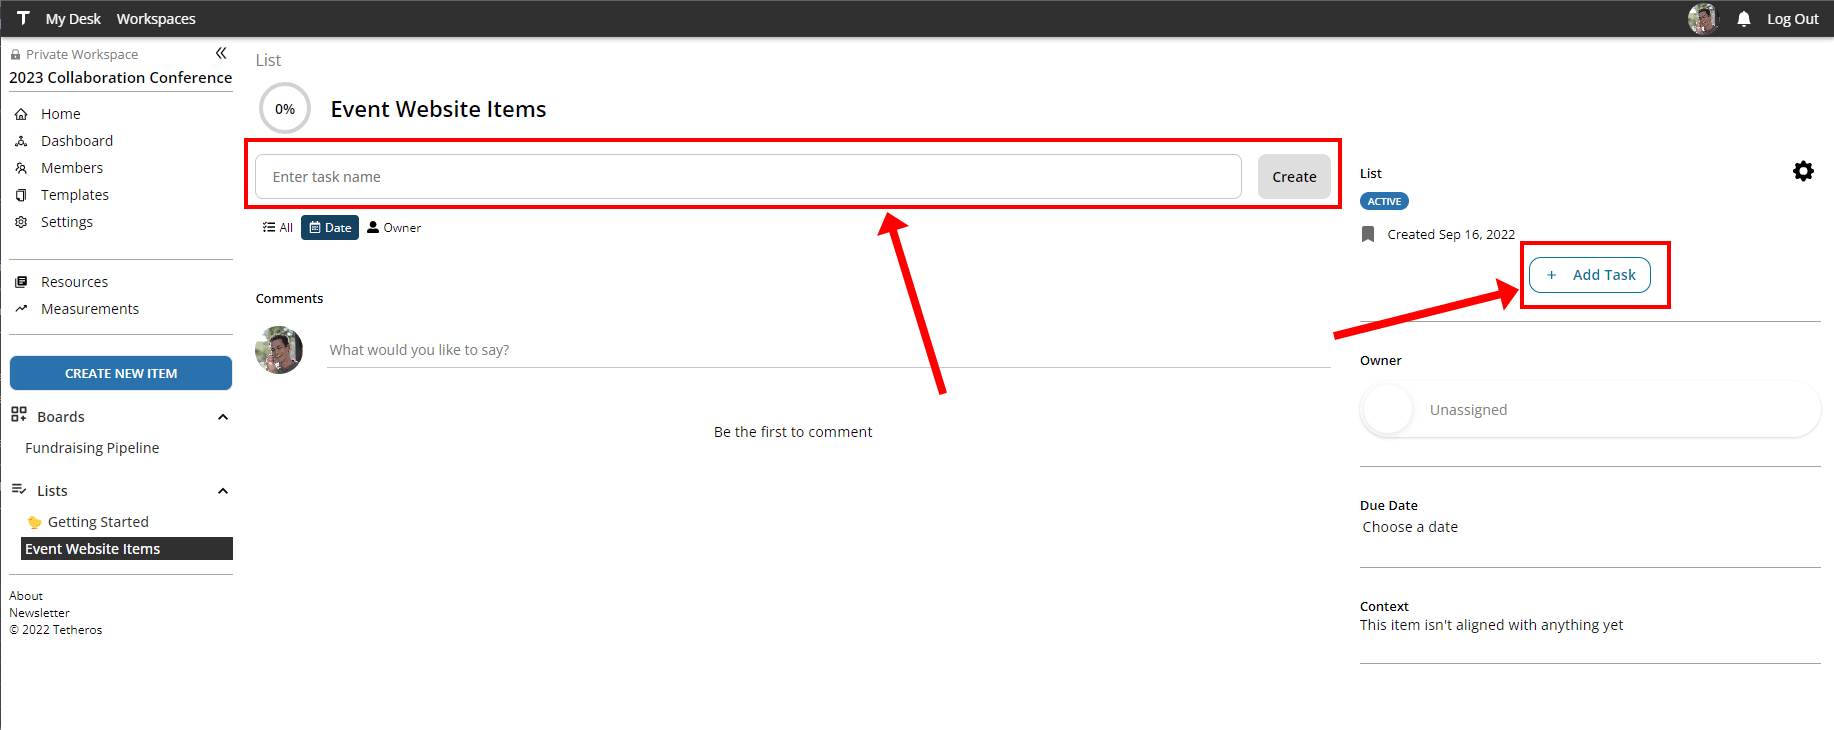 T My Desk Workspaces Log Out
Private Workspace
2023 Collaboration Conference
Home
Dashboard
Members
Templates
Settings
Resources
Measurements
CREATE NEW ITEM
Boards
Fundraising Pipeline
Lists
Getting Started
Event Website Items
About
Newsletter
© 2022 Tetheros
List
0% Event Website Items
Enter task name Create
All Date Owner
Comments
What would you like to say?
Be the first to comment
List
ACTIVE
Created Sep 16, 2022
+ Add Task
Owner
Unassigned
Due Date
Choose a date
Context
This item isn't aligned with anything yet